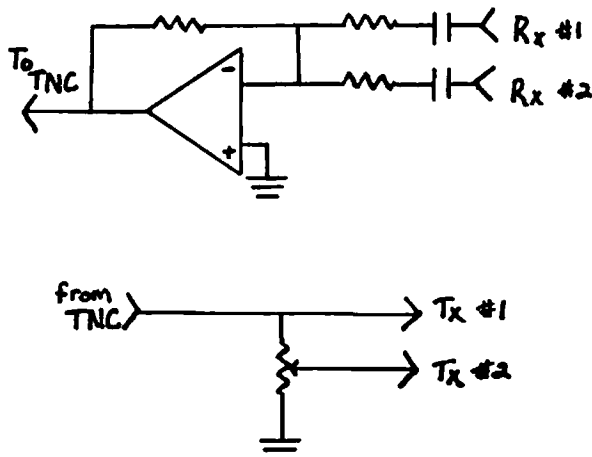 Rx #1
To
TNC
Rx #2
-
+
from
TNC
Tx #1
Tx #2